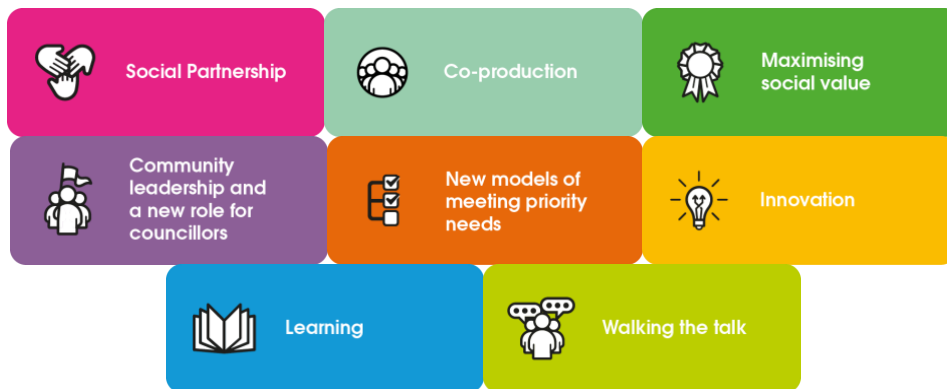 Social Partnership
Co-production
Maximising
social value
Community
leadership and
a new role for
councillors
New models of
meeting priority
needs
Innovation
Learning
Walking the talk